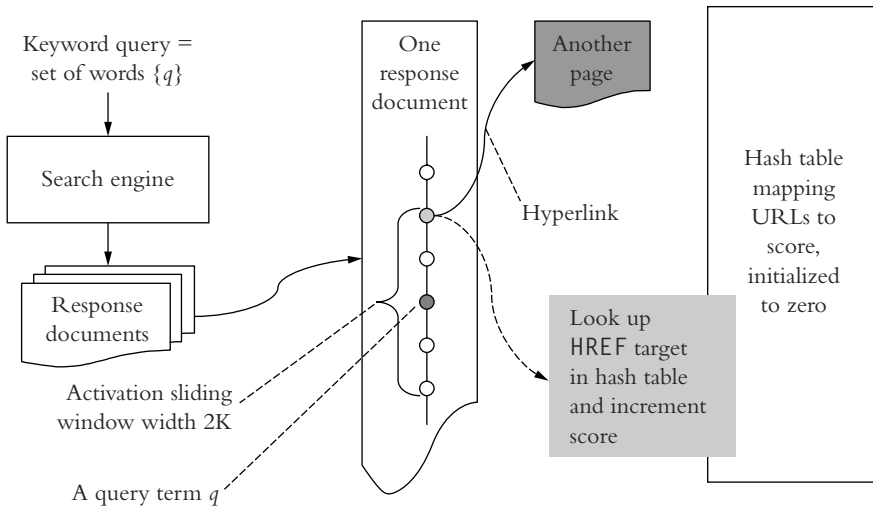 Keyword query =
set of words {q}
Search engine
Response
documents
Activation sliding
window width 2K
A query term q
One
response
document
Another
page
Hyperlink
Look up
HREF target
in hash table
and increment
score
Hash table
mapping
URLs to
score,
initialized
to zero